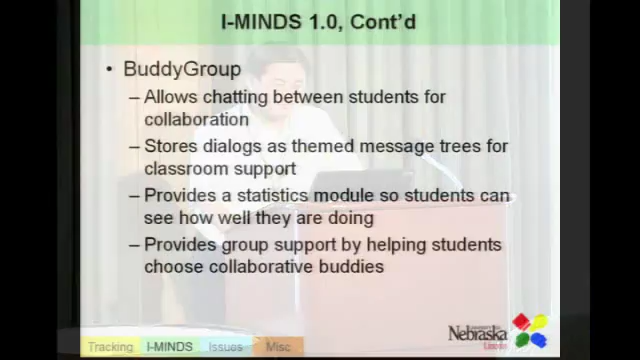 I-MINDS 1.0, Cont'd
• BuddyGroup
– Allows chatting between students for
collaboration
– Stores dialogs as themed message trees for
classroom support
– Provides a statistics module so students can
see how well they are doing
– Provides group support by helping students
choose collaborative buddies
Nebraska
Lincoln
Tracking I-MINDS Issues Misc